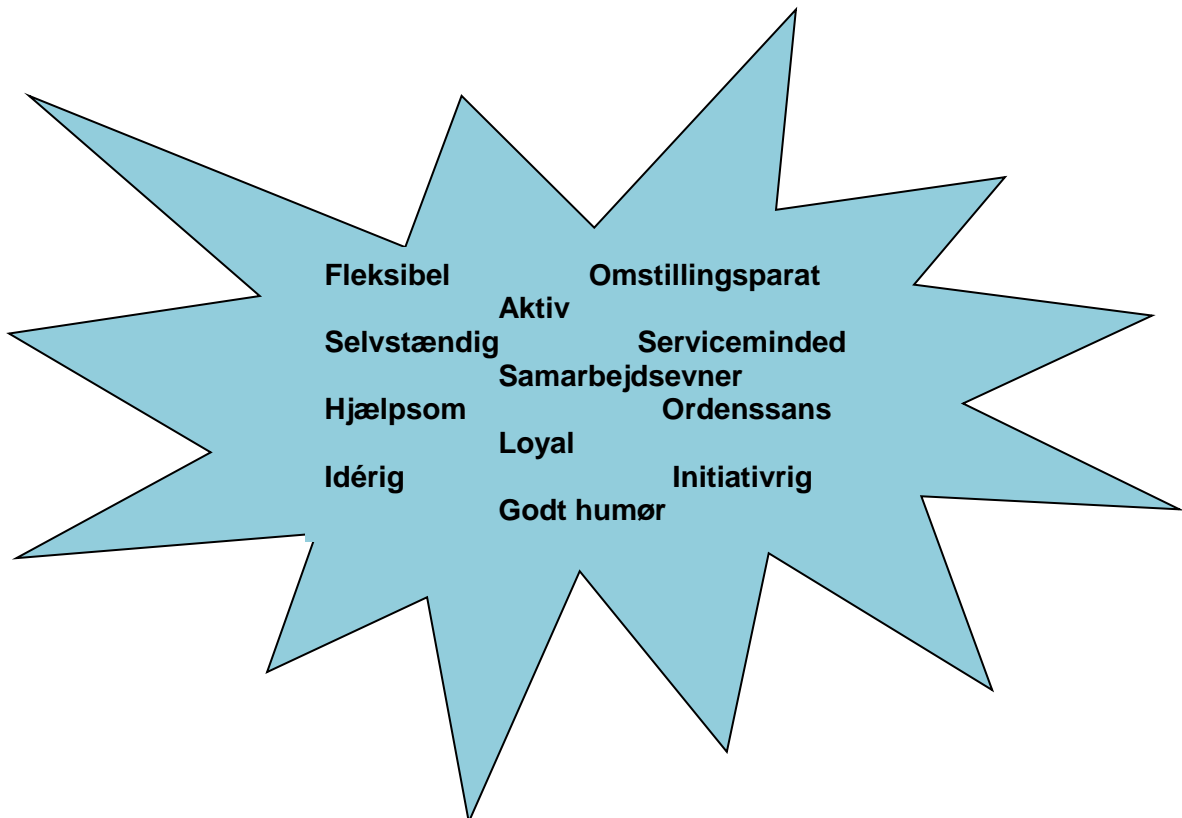 Fleksibel Omstillingsparat
Aktiv
Selvstændig Serviceminded
Samarbejdsevner
Hjælpsom Ordenssans
Loyal
Idérig Initiativrig
Godt humør